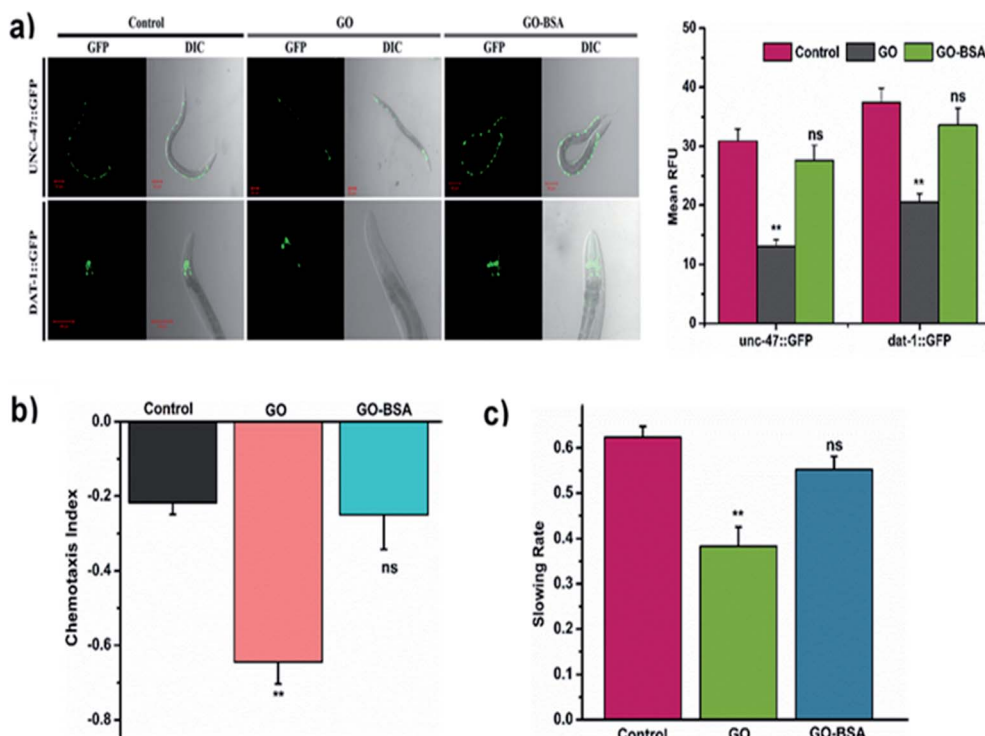 a)
Control GO GO-BSA
GFP DIC GFP DIC GFP DIC
UNC-47::GFP
DAT-1::GFP
Control GO GO-BSA
Mean RFU
50
40
30
20
10
0
ns
**
ns
**
unc-47::GFP dat-1::GFP
b)
Control GO GO-BSA
Chemotaxis Index
0.0
-0.2
-0.4
-0.6
-0.8
**
ns
c)
Slowing Rate
0.6
0.5
0.4
0.3
0.2
0.1
0.0
**
ns
Control GO GO-BSA